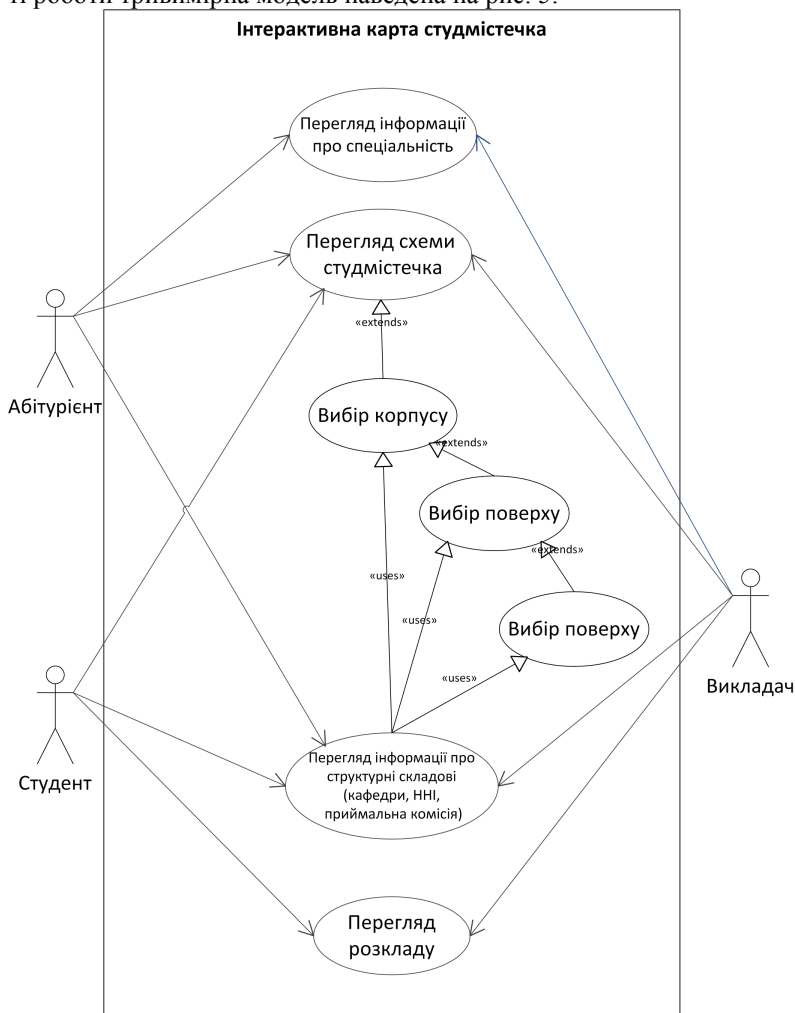 ті роботи тривимірна модель наведена на рис. 3.
Інтерактивна карта студмістечка
Перегляд інформації
про спеціальність
Перегляд схеми
студмістечка
«extends»
Абітурієнт
Вибір корпусу
«extends»
Вибір поверху
«extends»
«uses»
«uses»
Вибір поверху
«uses»
Викладач
Студент
Перегляд інформації про
структурні складові
(кафедри, ННІ,
приймальна комісія)
Перегляд
розкладу